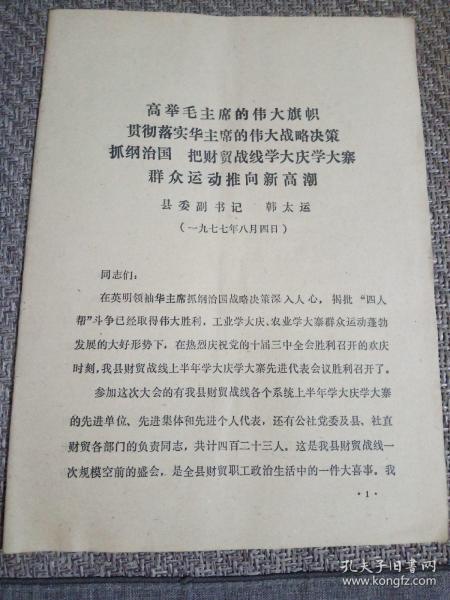 高举毛主席的伟大旗帜
贯彻落实华主席的伟大战略决策
抓纲治国 把财贸战线学大庆学大寨
群众运动推向新高潮
县委副书记 韩太运
(一九七七年八月四日)
同志们:
在英明领袖华主席抓纲治国战略决策深入人心,揭批“四人
帮”斗争已经取得伟大胜利,工业学大庆、农业学大寨群众运动蓬勃
发展的大好形势下,在热烈庆祝党的十届三中全会胜利召开的欢庆
时刻,我县财贸战线上半年学大庆学大寨先进代表会议胜利召开了。
参加这次大会的有我县财贸战线各个系统上半年学大庆学大寨
的先进单位、先进集体和先进个人代表,还有公社党委及县、社直
财贸各部门的负责同志,共计四百二十三人。这是我县财贸战线一
次规模空前的盛会,是全县财贸职工政治生活中的一件大喜事。我
·1·
孔夫子旧书网
www.kongfz.com